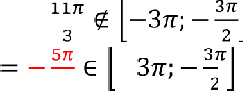 11π/3 ∉ ⌊−3π; −3π/2⌋
= −5π/3 ∈ ⌊ 3π; −3π/2⌋